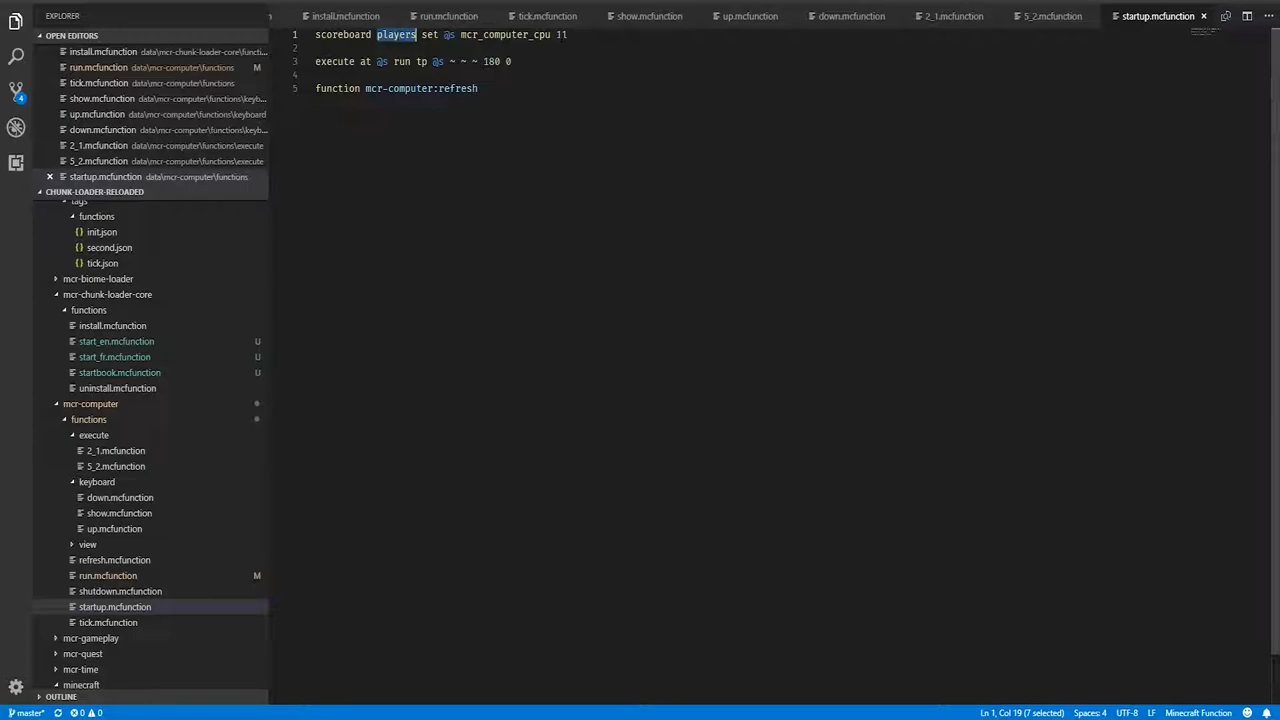 EXPLORER
OPEN EDITORS
install.mcfunction data\mcr-chunk-loader-core\functi...
run.mcfunction data\mcr-computer\functions M
tick.mcfunction data\mcr-computer\functions
show.mcfunction data\mcr-computer\functions\keyb...
up.mcfunction data\mcr-computer\functions\keyboard
down.mcfunction data\mcr-computer\functions\keyb...
2_1.mcfunction data\mcr-computer\functions\execute
5_2.mcfunction data\mcr-computer\functions\execute
startup.mcfunction data\mcr-computer\functions
CHUNK-LOADER-RELOADED
tags
functions
{} init.json
{} second.json
{} tick.json
mcr-biome-loader
mcr-chunk-loader-core
functions
install.mcfunction
start_en.mcfunction U
start_fr.mcfunction U
startbook.mcfunction U
uninstall.mcfunction
mcr-computer
functions
execute
2_1.mcfunction
5_2.mcfunction
keyboard
down.mcfunction
show.mcfunction
up.mcfunction
view
refresh.mcfunction
run.mcfunction M
shutdown.mcfunction
startup.mcfunction
tick.mcfunction
mcr-gameplay
mcr-quest
mcr-time
minecraft
OUTLINE
4
install.mcfunction run.mcfunction tick.mcfunction show.mcfunction up.mcfunction down.mcfunction 2_1.mcfunction 5_2.mcfunction startup.mcfunction
1 scoreboard players set @s mcr_computer_cpu 11
2
3 execute at @s run tp @s ~ ~ ~ 180 0
4
5 function mcr-computer:refresh
master* 0 0 Ln 1, Col 19 (7 selected) Spaces: 4 UTF-8 LF Minecraft Function